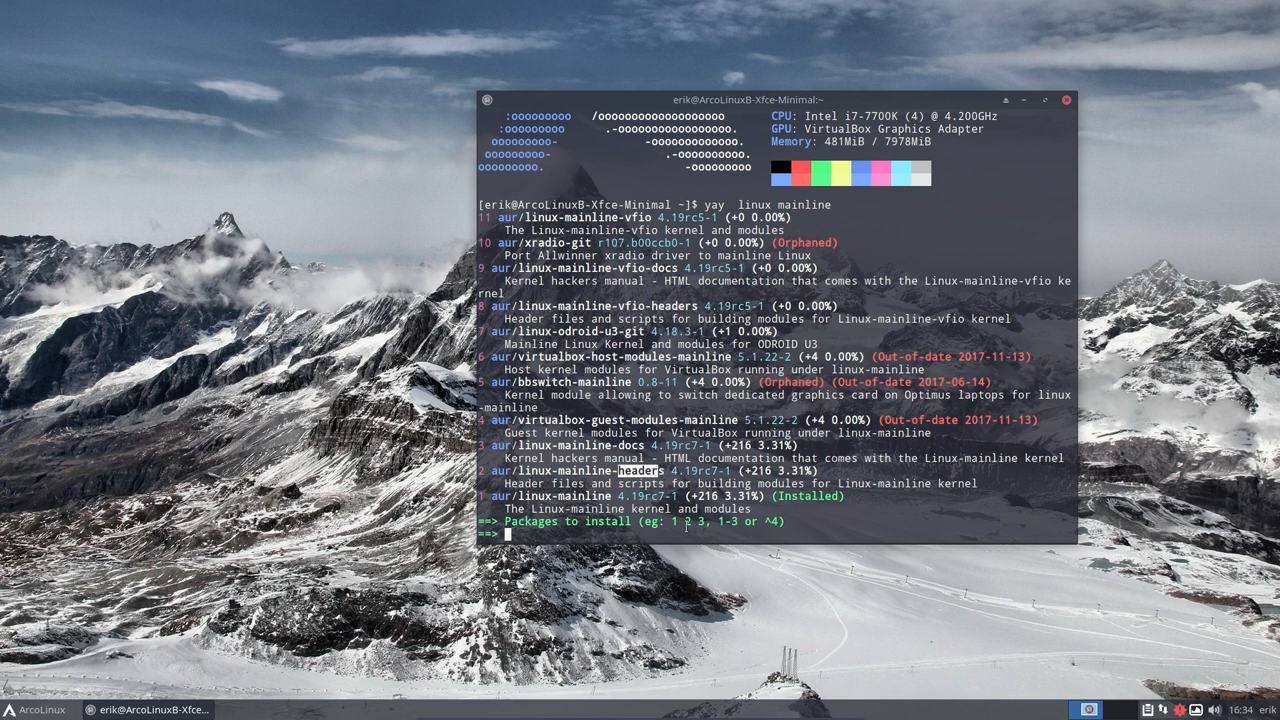 erik@ArcoLinuxB-Xfce-Minimal:~
:ooooooooo   /ooooooooooooooooooo      CPU: Intel i7-7700K (4) @ 4.200GHz
:ooooooooo      .-ooooooooooooooooo.     GPU: VirtualBox Graphics Adapter
ooooooooo-             -ooooooooooooo.    Memory: 481MiB / 7978MiB
ooooooooo-                 .-ooooooooo.
ooooooooo.                    -ooooooooo
[erik@ArcoLinuxB-Xfce-Minimal ~]$ yay  linux mainline
11 aur/linux-mainline-vfio 4.19rc5-1 (+0 0.00%)
The Linux-mainline-vfio kernel and modules
10 aur/xradio-git r107.b00ccb0-1 (+0 0.00%) (Orphaned)
Port Allwinner xradio driver to mainline Linux
9 aur/linux-mainline-vfio-docs 4.19rc5-1 (+0 0.00%)
Kernel hackers manual - HTML documentation that comes with the Linux-mainline-vfio ke
rnel
8 aur/linux-mainline-vfio-headers 4.19rc5-1 (+0 0.00%)
Header files and scripts for building modules for Linux-mainline-vfio kernel
7 aur/linux-odroid-u3-git 4.18.3-1 (+1 0.00%)
Mainline Linux Kernel and modules for ODROID U3
6 aur/virtualbox-host-modules-mainline 5.1.22-2 (+4 0.00%) (Out-of-date 2017-11-13)
Host kernel modules for VirtualBox running under linux-mainline
5 aur/bbswitch-mainline 0.8-11 (+4 0.00%) (Orphaned) (Out-of-date 2017-06-14)
Kernel module allowing to switch dedicated graphics card on Optimus laptops for linux
-mainline
4 aur/virtualbox-guest-modules-mainline 5.1.22-2 (+4 0.00%) (Out-of-date 2017-11-13)
Guest kernel modules for VirtualBox running under linux-mainline
3 aur/linux-mainline-docs 4.19rc7-1 (+216 3.31%)
Kernel hackers manual - HTML documentation that comes with the Linux-mainline kernel
2 aur/linux-mainline-headers 4.19rc7-1 (+216 3.31%)
Header files and scripts for building modules for Linux-mainline kernel
1 aur/linux-mainline 4.19rc7-1 (+216 3.31%) (Installed)
The Linux-mainline kernel and modules
==> Packages to install (eg: 1 2 3, 1-3 or ^4)
==>
ArcoLinux
erik@ArcoLinuxB-Xfce...
16:34 erik